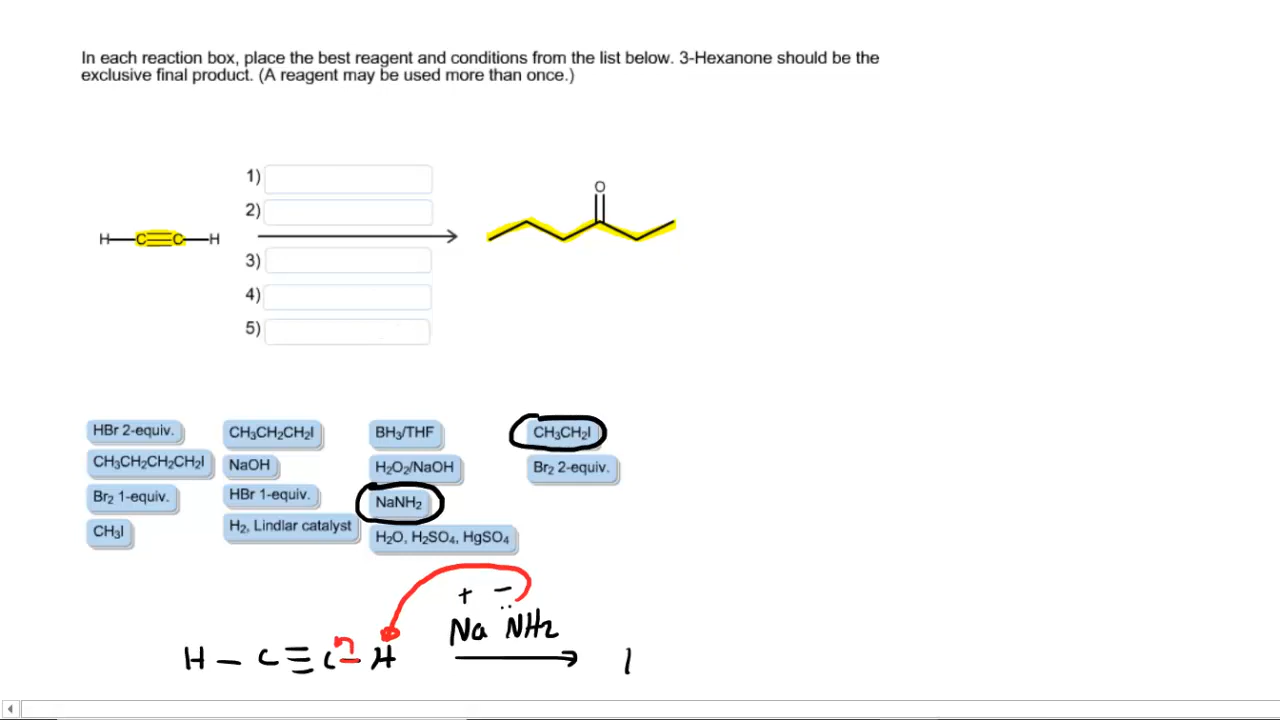 In each reaction box, place the best reagent and conditions from the list below. 3-Hexanone should be the
exclusive final product. (A reagent may be used more than once.)
1)
2)
H—C≡C—H
O
3)
4)
5)
HBr 2-equiv.
CH₃CH₂CH₂I
BH₃/THF
CH₃CH₂I
CH₃CH₂CH₂CH₂I
NaOH
H₂O₂/NaOH
Br₂ 2-equiv.
Br₂ 1-equiv.
HBr 1-equiv.
NaNH₂
CH₃I
H₂, Lindlar catalyst
H₂O, H₂SO₄, HgSO₄
+ −
Na NH₂
H – C ≡ C – H